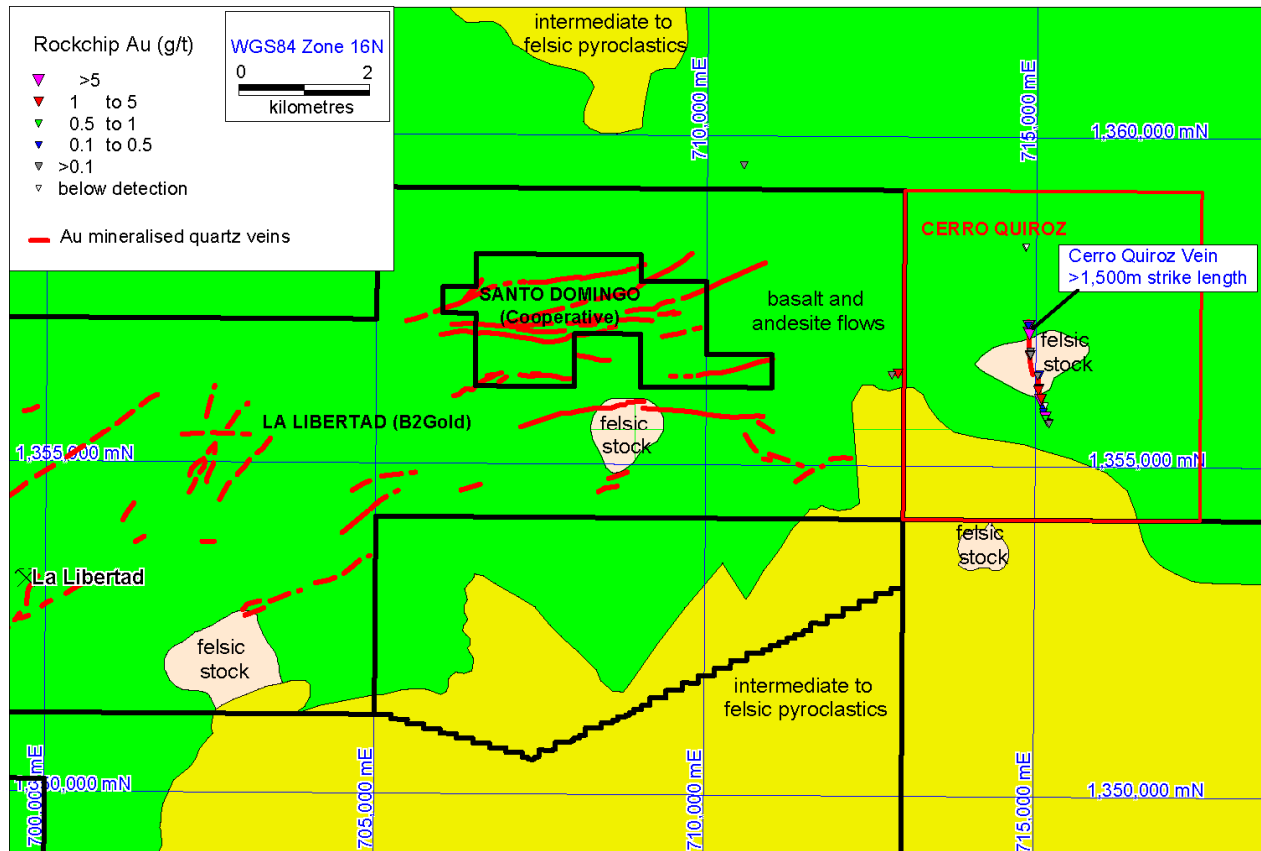 intermediate to
felsic pyroclastics
Rockchip Au (g/t)
>5
1 to 5
0.5 to 1
0.1 to 0.5
>0.1
below detection
Au mineralised quartz veins
WGS84 Zone 16N
0 2
kilometres
710,000 mE
715,000 mE
1,360,000 mN
CERRO QUIROZ
Cerro Quiroz Vein
>1,500m strike length
SANTO DOMINGO
(Cooperative)
basalt and
andesite flows
felsic
stock
LA LIBERTAD (B2Gold)
felsic
stock
1,355,000 mN
1,355,000 mN
felsic
stock
La Libertad
felsic
stock
intermediate to
felsic pyroclastics
700,000 mE
705,000 mE
710,000 mE
715,000 mE
1,350,000 mN
1,350,000 mN